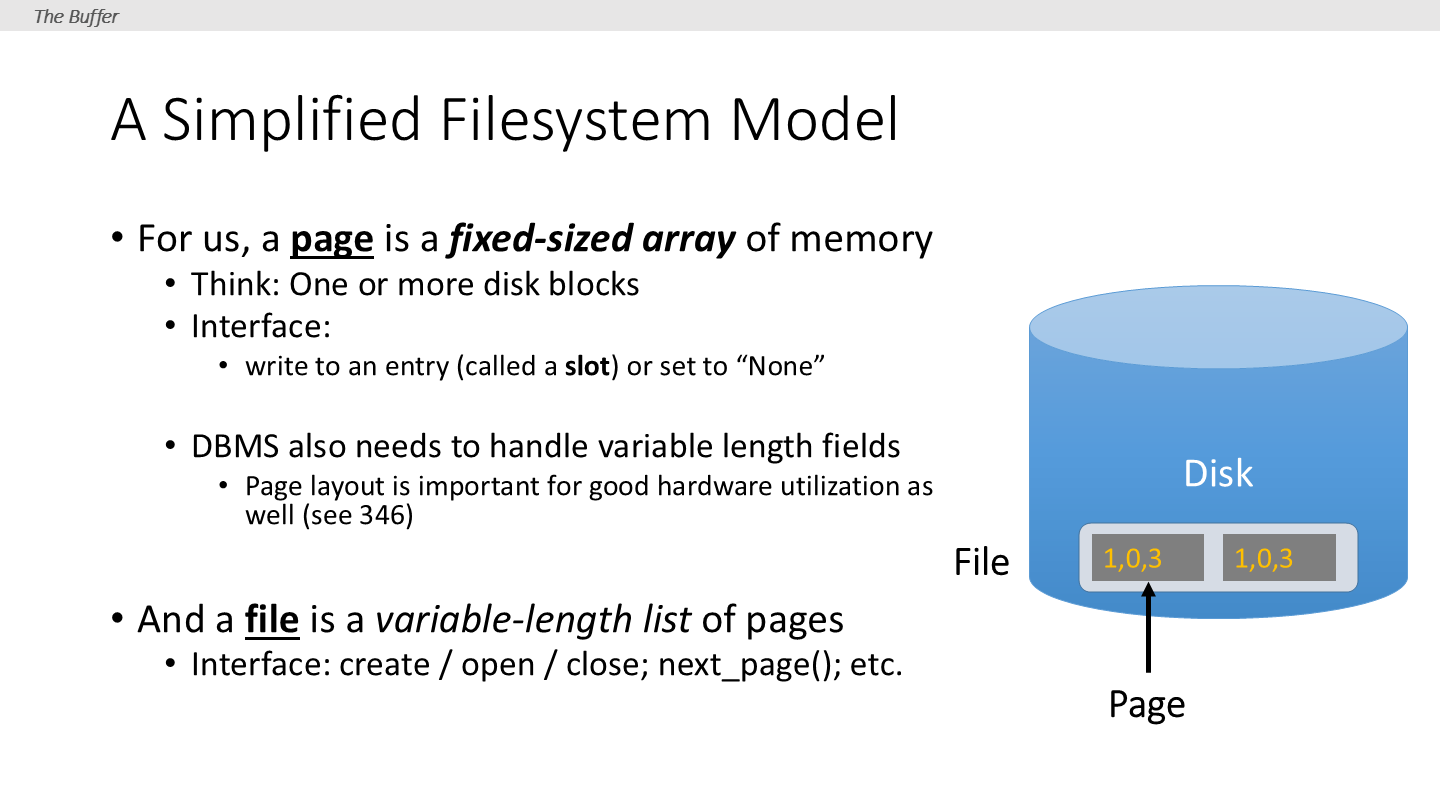 The Buffer
A Simplified Filesystem Model
• For us, a page is a fixed-sized array of memory
• Think: One or more disk blocks
• Interface:
• write to an entry (called a slot) or set to “None”
• DBMS also needs to handle variable length fields
• Page layout is important for good hardware utilization as
well (see 346)
• And a file is a variable-length list of pages
• Interface: create / open / close; next_page(); etc.
Disk
File
1,0,3
1,0,3
Page